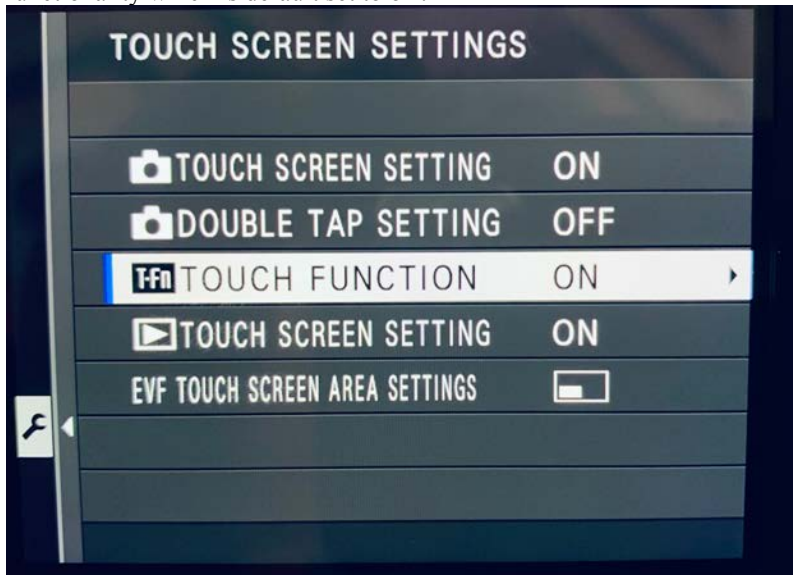 TOUCH SCREEN SETTINGS
TOUCH SCREEN SETTING ON
DOUBLE TAP SETTING OFF
T-Fn TOUCH FUNCTION ON
TOUCH SCREEN SETTING ON
EVF TOUCH SCREEN AREA SETTINGS